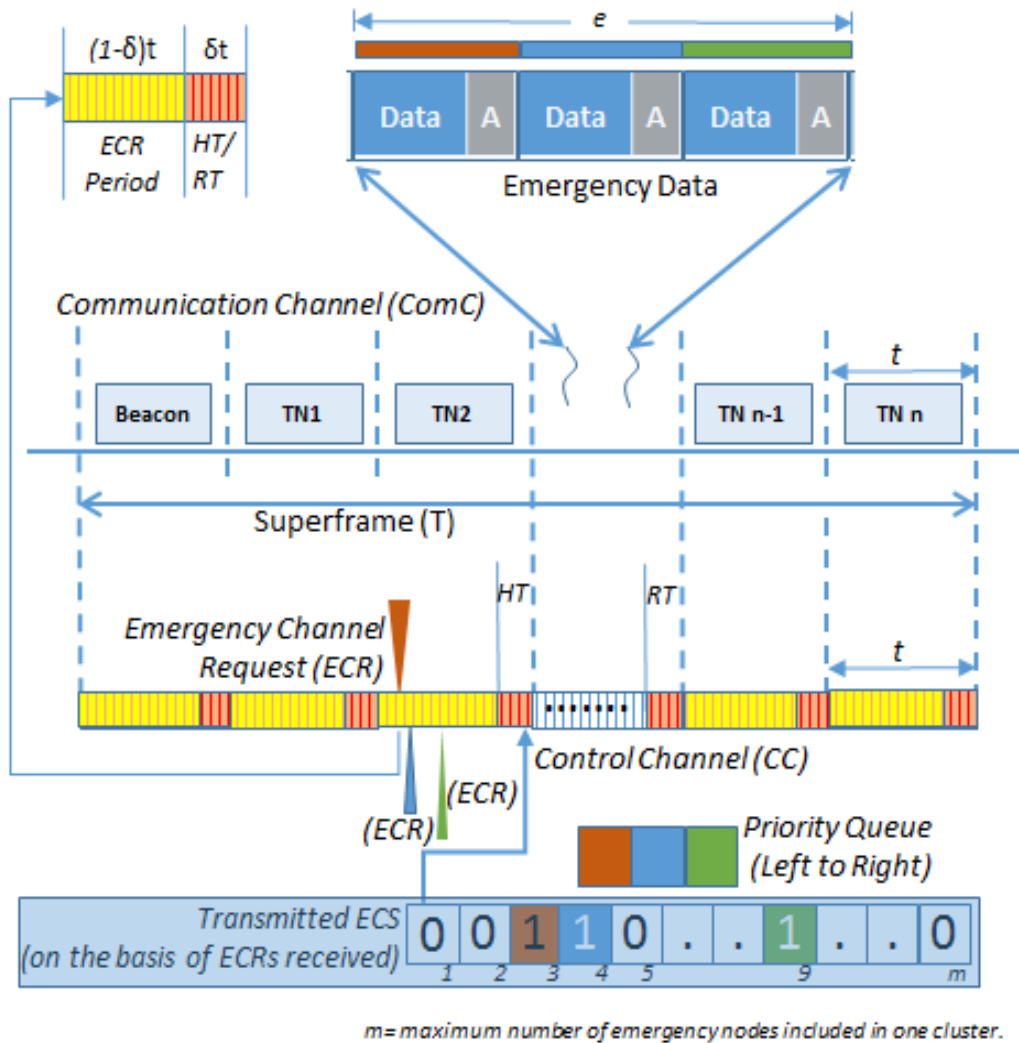 (1-δ)t
δt
ECR
Period
HT/
RT
e
Data
A
Data
A
Data
A
Emergency Data
Communication Channel (ComC)
t
Beacon
TN1
TN2
TN n-1
TN n
Superframe (T)
HT
RT
Emergency Channel
Request (ECR)
t
.......
Control Channel (CC)
(ECR)
(ECR)
Priority Queue
(Left to Right)
Transmitted ECS
(on the basis of ECRs received)
0 0 1 1 0 . . 1 . . 0
1 2 3 4 5 9 m
m= maximum number of emergency nodes included in one cluster.